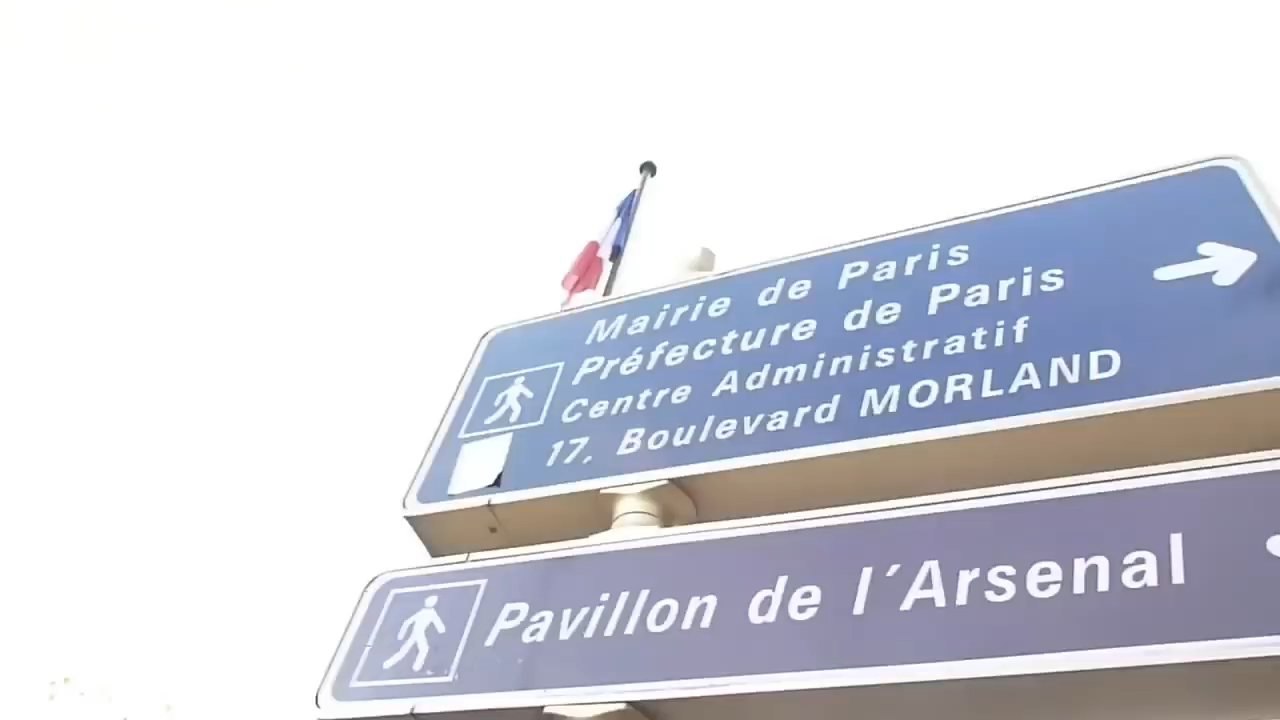 Mairie de Paris
Préfecture de Paris
Centre Administratif
17, Boulevard MORLAND
Pavillon de l'Arsenal